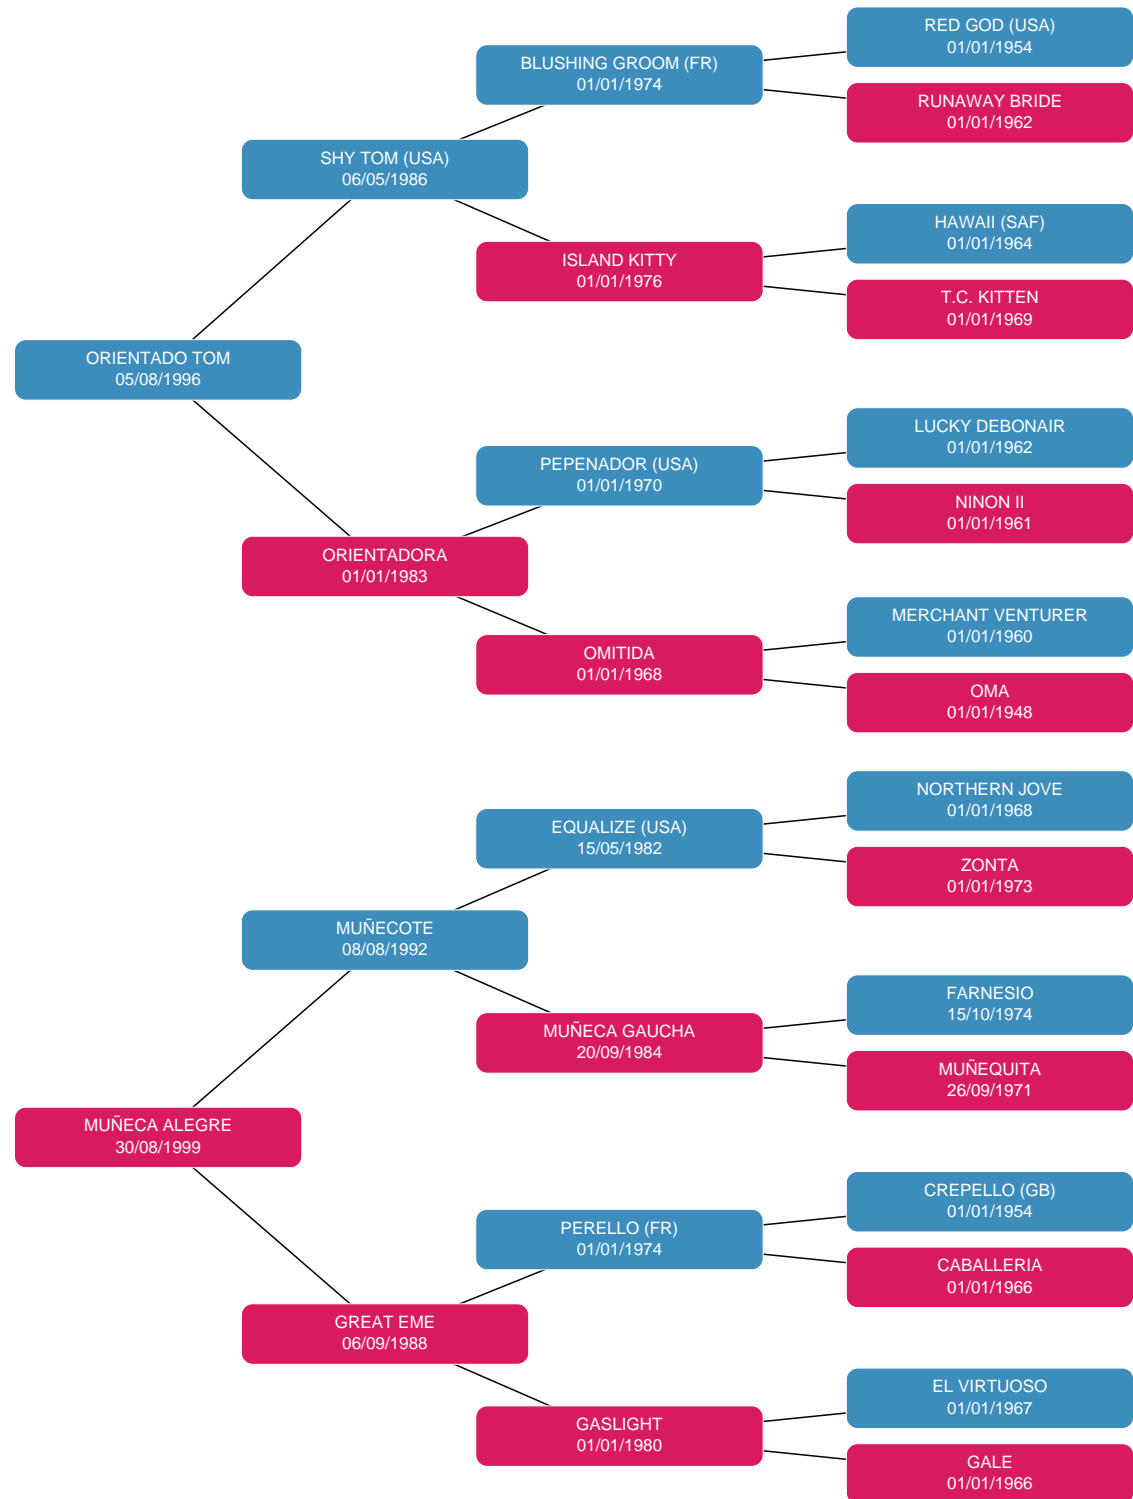 RED GOD (USA)
01/01/1954
BLUSHING GROOM (FR)
01/01/1974
RUNAWAY BRIDE
01/01/1962
SHY TOM (USA)
06/05/1986
HAWAII (SAF)
01/01/1964
ISLAND KITTY
01/01/1976
T.C. KITTEN
01/01/1969
ORIENTADO TOM
05/08/1996
LUCKY DEBONAIR
01/01/1962
PEPENADOR (USA)
01/01/1970
NINON II
01/01/1961
ORIENTADORA
01/01/1983
MERCHANT VENTURER
01/01/1960
OMITIDA
01/01/1968
OMA
01/01/1948
NORTHERN JOVE
01/01/1968
EQUALIZE (USA)
15/05/1982
ZONTA
01/01/1973
MUÑECOTE
08/08/1992
FARNESIO
15/10/1974
MUÑECA GAUCHA
20/09/1984
MUÑEQUITA
26/09/1971
MUÑECA ALEGRE
30/08/1999
CREPELLO (GB)
01/01/1954
PERELLO (FR)
01/01/1974
CABALLERIA
01/01/1966
GREAT EME
06/09/1988
EL VIRTUOSO
01/01/1967
GASLIGHT
01/01/1980
GALE
01/01/1966